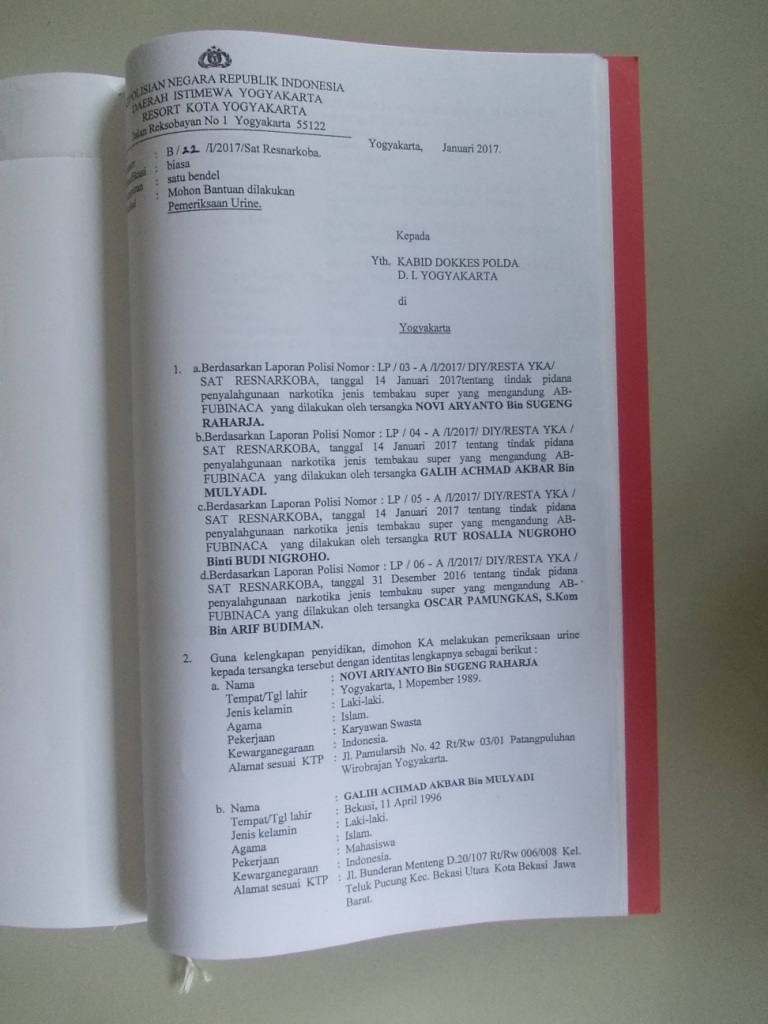 POLISIAN NEGARA REPUBLIK INDONESIA
DAERAH ISTIMEWA YOGYAKARTA
RESORT KOTA YOGYAKARTA
Jalan Reksobayan No 1 Yogyakarta 55122
Yogyakarta, Januari 2017.
: B / 22 /I/2017/Sat Resnarkoba.
: biasa
: satu bendel
: Mohon Bantuan dilakukan
Pemeriksaan Urine.
Kepada
Yth. KABID DOKKES POLDA
D. I. YOGYAKARTA
di
Yogyakarta
1. a.Berdasarkan Laporan Polisi Nomor : LP / 03 - A /I/2017/ DIY/RESTA YKA/
SAT RESNARKOBA, tanggal 14 Januari 2017tentang tindak pidana
penyalahgunaan narkotika jenis tembakau super yang mengandung AB-
FUBINACA yang dilakukan oleh tersangka NOVI ARYANTO Bin SUGENG
RAHARJA.
b.Berdasarkan Laporan Polisi Nomor : LP / 04 - A /I/2017/ DIY/RESTA YKA /
SAT RESNARKOBA, tanggal 14 Januari 2017 tentang tindak pidana
penyalahgunaan narkotika jenis tembakau super yang mengandung AB-
FUBINACA yang dilakukan oleh tersangka GALIH ACHMAD AKBAR Bin
MULYADI.
c.Berdasarkan Laporan Polisi Nomor : LP / 05 - A /I/2017/ DIY/RESTA YKA /
SAT RESNARKOBA, tanggal 14 Januari 2017 tentang tindak pidana
penyalahgunaan narkotika jenis tembakau super yang mengandung AB-
FUBINACA yang dilakukan oleh tersangka RUT ROSALIA NUGROHO
Binti BUDI NIGROHO.
d.Berdasarkan Laporan Polisi Nomor : LP / 06 - A /I/2017/ DIY/RESTA YKA /
SAT RESNARKOBA, tanggal 31 Desember 2016 tentang tindak pidana
penyalahgunaan narkotika jenis tembakau super yang mengandung AB-
FUBINACA yang dilakukan oleh tersangka OSCAR PAMUNGKAS, S.Kom
Bin ARIF BUDIMAN.
2. Guna kelengkapan penyidikan, dimohon KA melakukan pemeriksaan urine
kepada tersangka tersebut dengan identitas lengkapnya sebagai berikut :
a. Nama : NOVI ARIYANTO Bin SUGENG RAHARJA
Tempat/Tgl lahir : Yogyakarta, 1 Mopember 1989.
Jenis kelamin : Laki-laki.
Agama : Islam.
Pekerjaan : Karyawan Swasta
Kewarganegaraan : Indonesia.
Alamat sesuai KTP : Jl. Pamularsih No. 42 Rt/Rw 03/01 Patangpuluhan
Wirobrajan Yogyakarta.
b. Nama : GALIH ACHMAD AKBAR Bin MULYADI
Tempat/Tgl lahir : Bekasi, 11 April 1996
Jenis kelamin : Laki-laki.
Agama : Islam.
Pekerjaan : Mahasiswa
Kewarganegaraan : Indonesia.
Alamat sesuai KTP : Jl. Bunderan Menteng D.20/107 Rt/Rw 006/008 Kel.
Teluk Pucung Kec. Bekasi Utara Kota Bekasi Jawa
Barat.